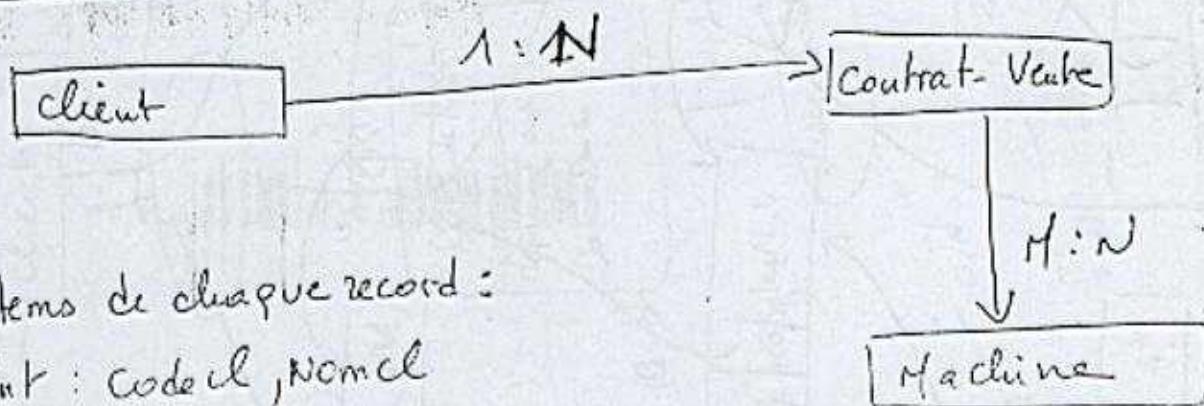 1 : N
client
Contrat-Vente
M : N
tems de chaque record :
nt : codecl, Nomcl
Machine